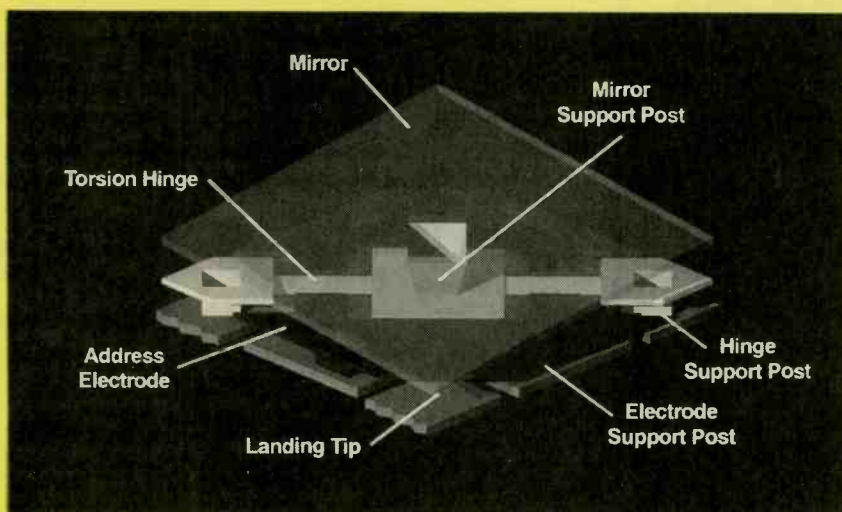 Mirror
Mirror
Support Post
Torsion Hinge
Address
Electrode
Hinge
Support Post
Electrode
Support Post
Landing Tip